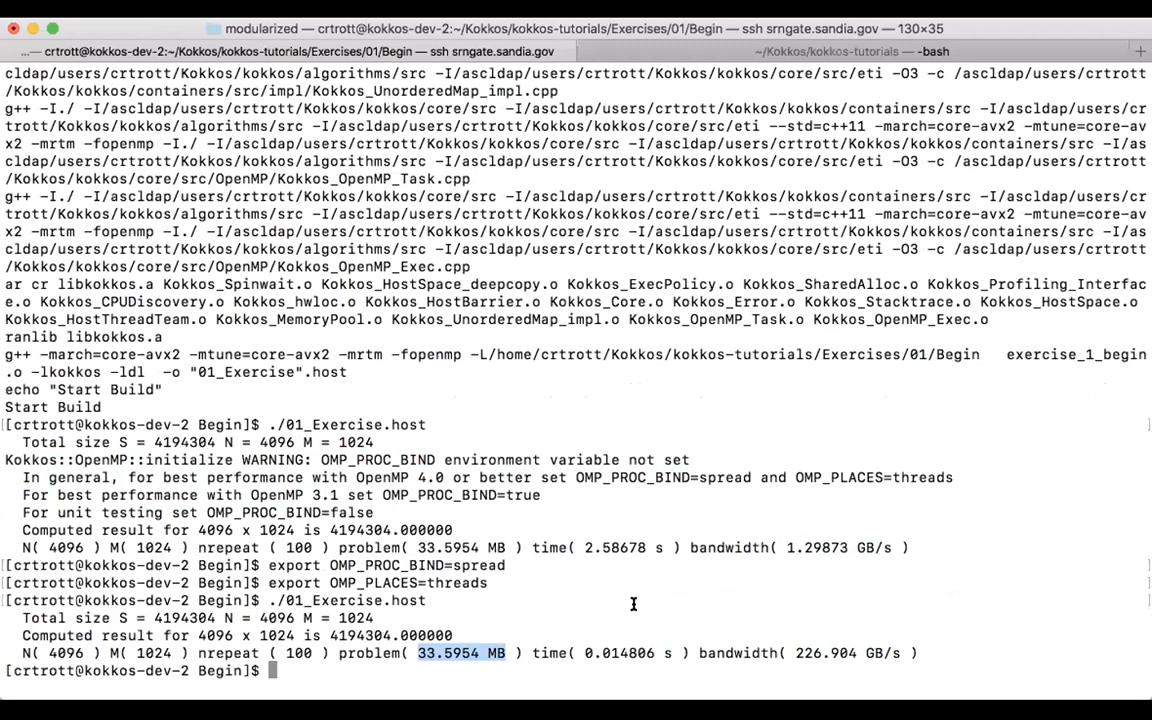 modularized — crtrott@kokkos-dev-2:~/Kokkos/kokkos-tutorials/Exercises/01/Begin — ssh srngate.sandia.gov — 130×35
...— crtrott@kokkos-dev-2:~/Kokkos/kokkos-tutorials/Exercises/01/Begin — ssh srngate.sandia.gov
~/Kokkos/kokkos-tutorials — -bash
+
cldap/users/crtrott/Kokkos/kokkos/algorithms/src -I/ascldap/users/crtrott/Kokkos/kokkos/core/src/eti -O3 -c /ascldap/users/crtrott
/Kokkos/kokkos/containers/src/impl/Kokkos_UnorderedMap_impl.cpp
g++ -I./ -I/ascldap/users/crtrott/Kokkos/kokkos/core/src -I/ascldap/users/crtrott/Kokkos/kokkos/containers/src -I/ascldap/users/cr
trott/Kokkos/kokkos/algorithms/src -I/ascldap/users/crtrott/Kokkos/kokkos/core/src/eti --std=c++11 -march=core-avx2 -mtune=core-av
x2 -mrtm -fopenmp -I./ -I/ascldap/users/crtrott/Kokkos/kokkos/core/src -I/ascldap/users/crtrott/Kokkos/kokkos/containers/src -I/as
cldap/users/crtrott/Kokkos/kokkos/algorithms/src -I/ascldap/users/crtrott/Kokkos/kokkos/core/src/eti -O3 -c /ascldap/users/crtrott
/Kokkos/kokkos/core/src/OpenMP/Kokkos_OpenMP_Task.cpp
g++ -I./ -I/ascldap/users/crtrott/Kokkos/kokkos/core/src -I/ascldap/users/crtrott/Kokkos/kokkos/containers/src -I/ascldap/users/cr
trott/Kokkos/kokkos/algorithms/src -I/ascldap/users/crtrott/Kokkos/kokkos/core/src/eti --std=c++11 -march=core-avx2 -mtune=core-av
x2 -mrtm -fopenmp -I./ -I/ascldap/users/crtrott/Kokkos/kokkos/core/src -I/ascldap/users/crtrott/Kokkos/kokkos/containers/src -I/as
cldap/users/crtrott/Kokkos/kokkos/algorithms/src -I/ascldap/users/crtrott/Kokkos/kokkos/core/src/eti -O3 -c /ascldap/users/crtrott
/Kokkos/kokkos/core/src/OpenMP/Kokkos_OpenMP_Exec.cpp
ar cr libkokkos.a Kokkos_Spinwait.o Kokkos_HostSpace_deepcopy.o Kokkos_ExecPolicy.o Kokkos_SharedAlloc.o Kokkos_Profiling_Interfac
e.o Kokkos_CPUDiscovery.o Kokkos_hwloc.o Kokkos_HostBarrier.o Kokkos_Core.o Kokkos_Error.o Kokkos_Stacktrace.o Kokkos_HostSpace.o
Kokkos_HostThreadTeam.o Kokkos_MemoryPool.o Kokkos_UnorderedMap_impl.o Kokkos_OpenMP_Task.o Kokkos_OpenMP_Exec.o
ranlib libkokkos.a
g++ -march=core-avx2 -mtune=core-avx2 -mrtm -fopenmp -L/home/crtrott/Kokkos/kokkos-tutorials/Exercises/01/Begin   exercise_1_begin
.o -lkokkos -ldl  -o "01_Exercise".host
echo "Start Build"
Start Build
[crtrott@kokkos-dev-2 Begin]$ ./01_Exercise.host
  Total size S = 4194304 N = 4096 M = 1024
Kokkos::OpenMP::initialize WARNING: OMP_PROC_BIND environment variable not set
  In general, for best performance with OpenMP 4.0 or better set OMP_PROC_BIND=spread and OMP_PLACES=threads
  For best performance with OpenMP 3.1 set OMP_PROC_BIND=true
  For unit testing set OMP_PROC_BIND=false
  Computed result for 4096 x 1024 is 4194304.000000
  N( 4096 ) M( 1024 ) nrepeat ( 100 ) problem( 33.5954 MB ) time( 2.58678 s ) bandwidth( 1.29873 GB/s )
[crtrott@kokkos-dev-2 Begin]$ export OMP_PROC_BIND=spread
[crtrott@kokkos-dev-2 Begin]$ export OMP_PLACES=threads
[crtrott@kokkos-dev-2 Begin]$ ./01_Exercise.host
  Total size S = 4194304 N = 4096 M = 1024
  Computed result for 4096 x 1024 is 4194304.000000
  N( 4096 ) M( 1024 ) nrepeat ( 100 ) problem( 33.5954 MB ) time( 0.014806 s ) bandwidth( 226.904 GB/s )
[crtrott@kokkos-dev-2 Begin]$